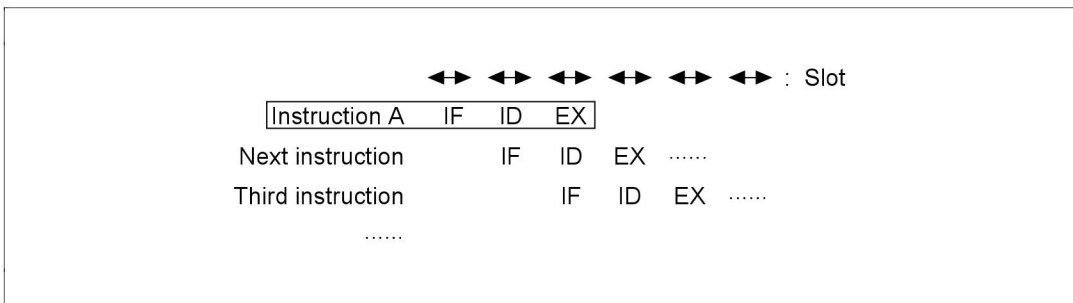 : Slot
Instruction A IF ID EX
Next instruction IF ID EX ······
Third instruction IF ID EX ······
······